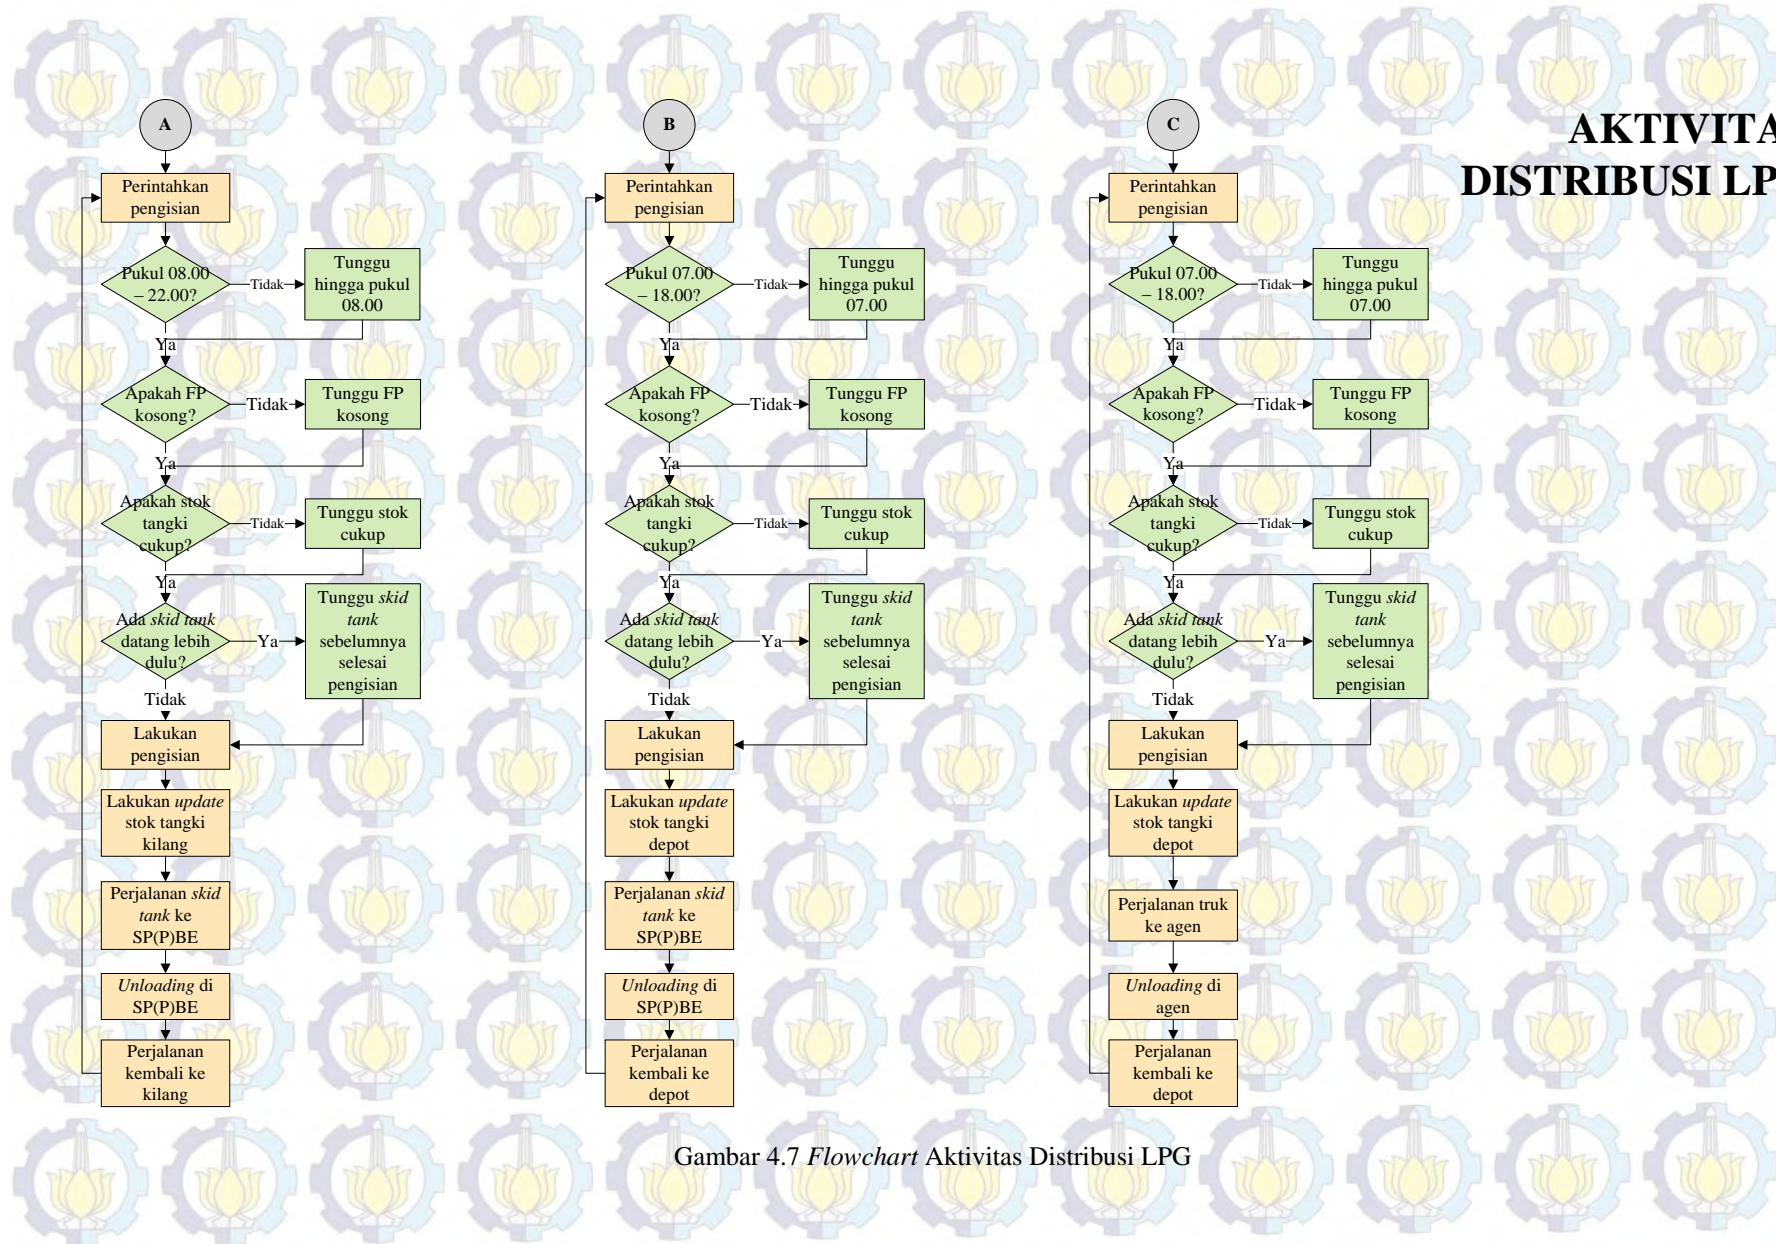 AKTIVITA
DISTRIBUSI LP
A
Perintahkan
pengisian
Pukul 08.00
– 22.00?
Tidak
Tunggu
hingga pukul
08.00
Ya
Apakah FP
kosong?
Tidak
Tunggu FP
kosong
Ya
Apakah stok
tangki
cukup?
Tidak
Tunggu stok
cukup
Ya
Ada skid tank
datang lebih
dulu?
Ya
Tunggu skid
tank
sebelumnya
selesai
pengisian
Tidak
Lakukan
pengisian
Lakukan update
stok tangki
kilang
Perjalanan skid
tank ke
SP(P)BE
Unloading di
SP(P)BE
Perjalanan
kembali ke
kilang
B
Perintahkan
pengisian
Pukul 07.00
– 18.00?
Tidak
Tunggu
hingga pukul
07.00
Ya
Apakah FP
kosong?
Tidak
Tunggu FP
kosong
Ya
Apakah stok
tangki
cukup?
Tidak
Tunggu stok
cukup
Ya
Ada skid tank
datang lebih
dulu?
Ya
Tunggu skid
tank
sebelumnya
selesai
pengisian
Tidak
Lakukan
pengisian
Lakukan update
stok tangki
depot
Perjalanan skid
tank ke
SP(P)BE
Unloading di
SP(P)BE
Perjalanan
kembali ke
depot
C
Perintahkan
pengisian
Pukul 07.00
– 18.00?
Tidak
Tunggu
hingga pukul
07.00
Ya
Apakah FP
kosong?
Tidak
Tunggu FP
kosong
Ya
Apakah stok
tangki
cukup?
Tidak
Tunggu stok
cukup
Ya
Ada skid tank
datang lebih
dulu?
Ya
Tunggu skid
tank
sebelumnya
selesai
pengisian
Tidak
Lakukan
pengisian
Lakukan update
stok tangki
depot
Perjalanan truk
ke agen
Unloading di
agen
Perjalanan
kembali ke
depot
Gambar 4.7 Flowchart Aktivitas Distribusi LPG